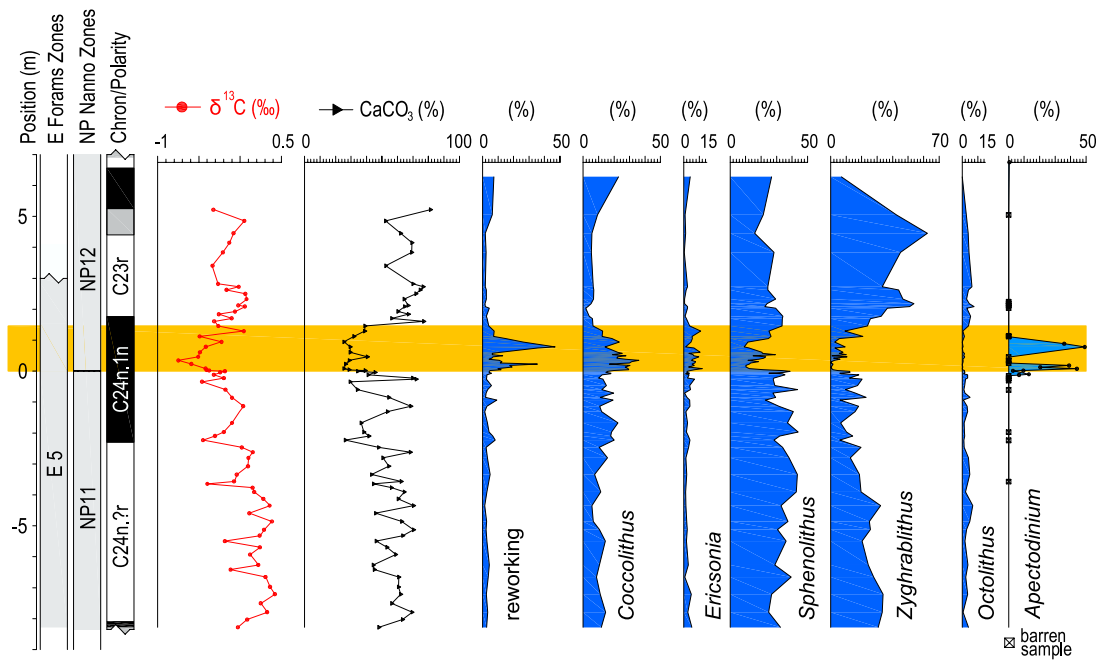 Position (m)
E Forams Zones
NP Nanno Zones
Chron/Polarity
δ13C (‰)
CaCO3 (%)
(%)
(%)
(%)
(%)
(%)
(%)
(%)
-1 0.5
0 100
0 50
0 30
0 15
0 50
0 70
0 15
0 50
5
0
-5
E 5
NP12
NP11
C23r
C24n.1n
C24n.?r
reworking
Coccolithus
Ericsonia
Sphenolithus
Zyghrablithus
Octolithus
Apectodinium
barren
sample